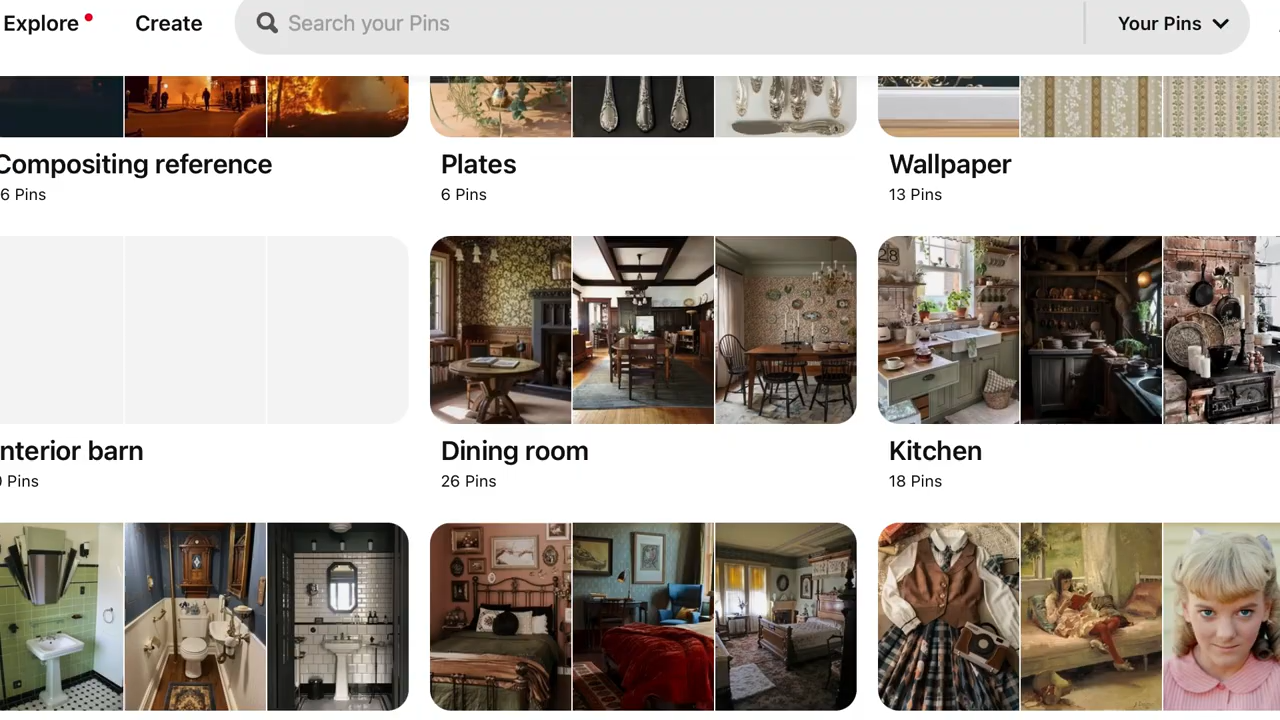 Explore
Create
Search your Pins
Your Pins
Compositing reference
6 Pins
Plates
6 Pins
Wallpaper
13 Pins
nterior barn
Pins
Dining room
26 Pins
Kitchen
18 Pins